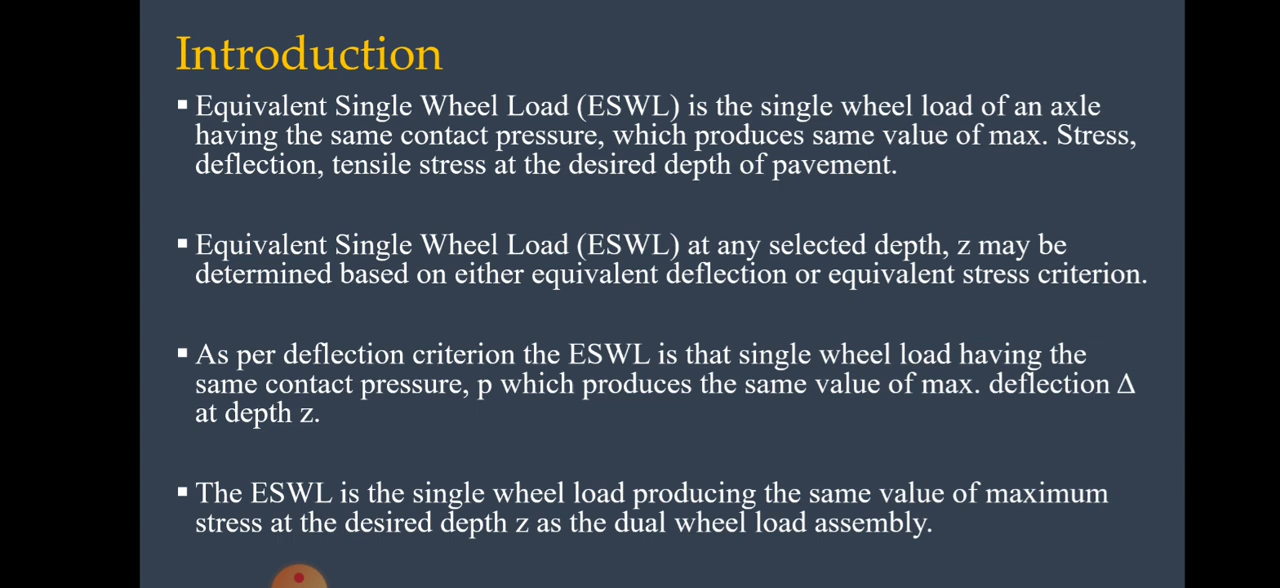 Introduction
▪ Equivalent Single Wheel Load (ESWL) is the single wheel load of an axle
having the same contact pressure, which produces same value of max. Stress,
deflection, tensile stress at the desired depth of pavement.
▪ Equivalent Single Wheel Load (ESWL) at any selected depth, z may be
determined based on either equivalent deflection or equivalent stress criterion.
▪ As per deflection criterion the ESWL is that single wheel load having the
same contact pressure, p which produces the same value of max. deflection Δ
at depth z.
▪ The ESWL is the single wheel load producing the same value of maximum
stress at the desired depth z as the dual wheel load assembly.